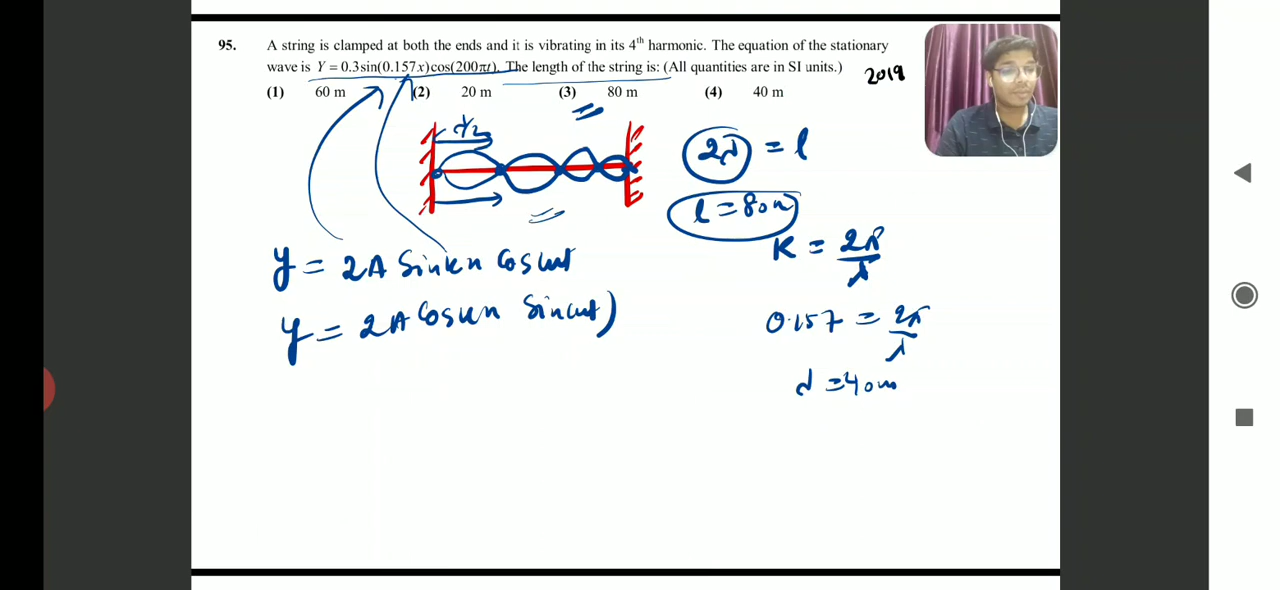 95. A string is clamped at both the ends and it is vibrating in its 4th harmonic. The equation of the stationary
wave is Y = 0.3sin(0.157x)cos(200πt). The length of the string is: (All quantities are in SI units.)
2019
(1) 60 m (2) 20 m (3) 80 m (4) 40 m
λ/2
2λ = l
l = 80m
K = 2π/λ
y = 2A Sinkx Cosωt
y = 2A Coskx Sinωt)
0.157 = 2π/λ
λ = 40m